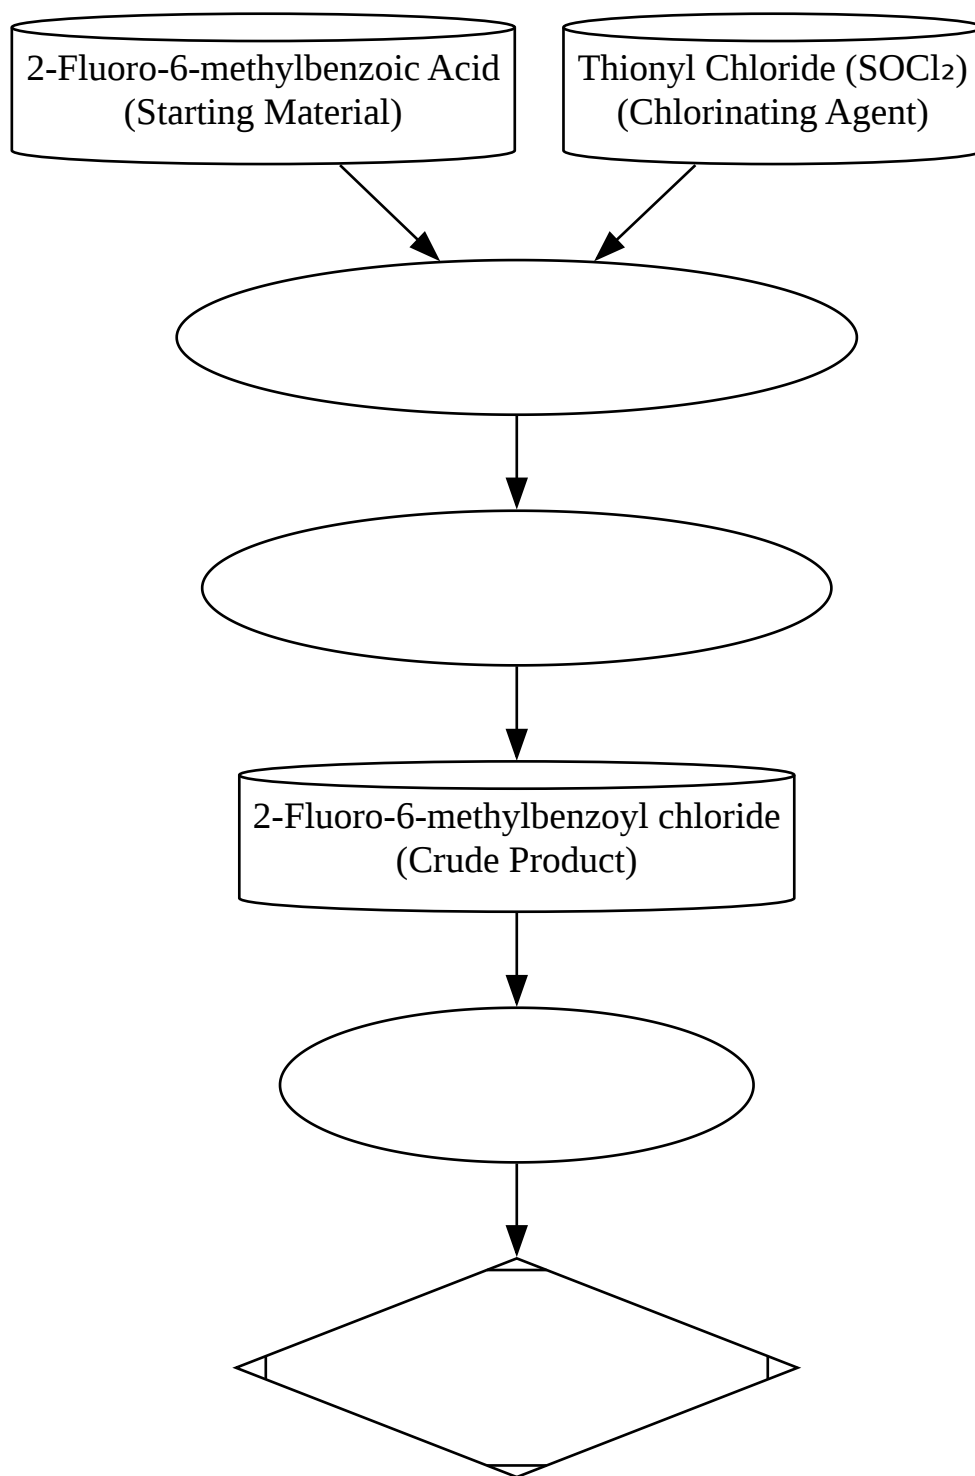 2-Fluoro-6-methylbenzoic Acid
(Starting Material)
Thionyl Chloride (SOCl₂)
(Chlorinating Agent)
2-Fluoro-6-methylbenzoyl chloride
(Crude Product)